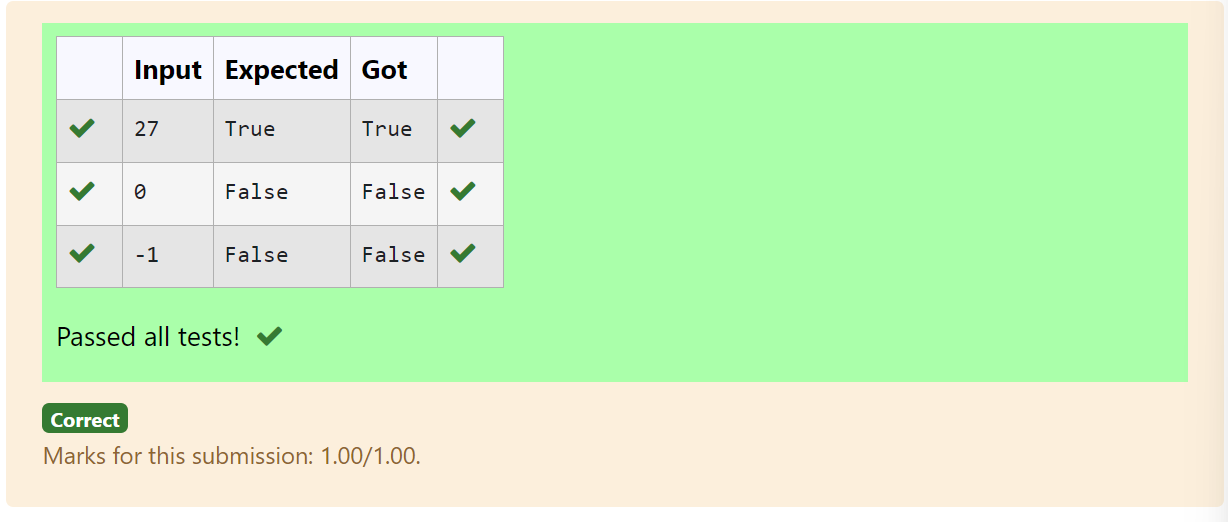 Input Expected Got
27 True True
0 False False
-1 False False
Passed all tests!
Correct
Marks for this submission: 1.00/1.00.